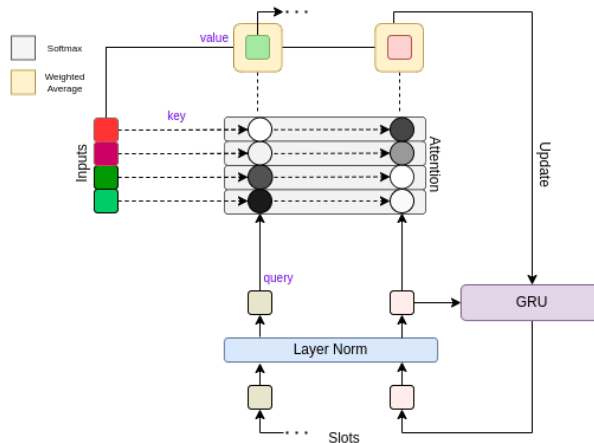 Softmax
Weighted
Average
value
key
Inputs
Attention
Update
query
GRU
Layer Norm
Slots